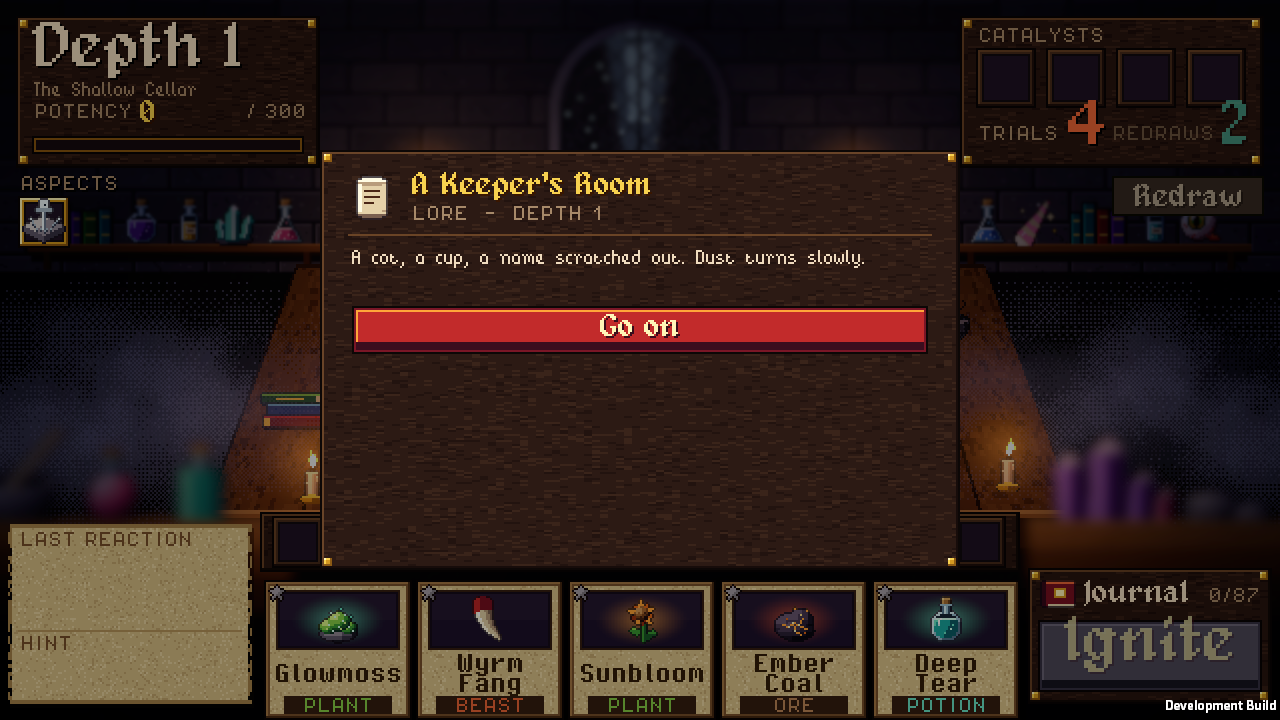 Depth 1
The Shallow Cellar
POTENCY 0 / 300
ASPECTS
CATALYSTS
TRIALS 4 REDRAWS 2
Redraw
A Keeper's Room
LORE - DEPTH 1
A cot, a cup, a name scratched out. Dust turns slowly.
Go on
LAST REACTION
HINT
Glowmoss
PLANT
Wyrm
Fang
BEAST
Sunbloom
PLANT
Ember
Coal
ORE
Deep
Tear
POTION
Journal 0/87
Ignite
Development Build